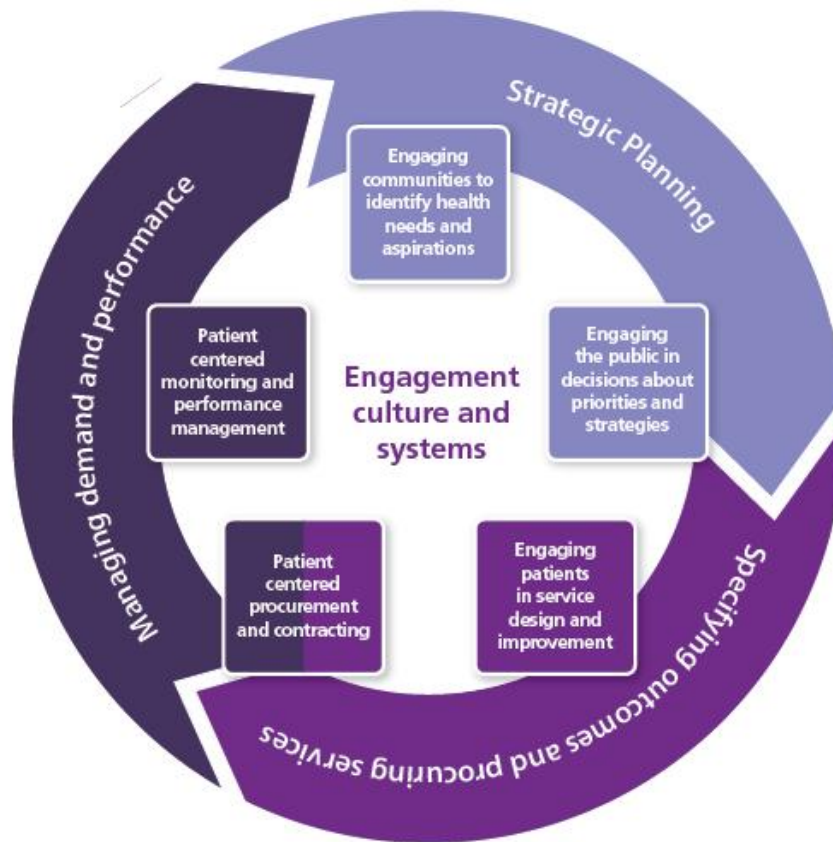 Strategic Planning
Engaging
communities to
identify health
needs and
aspirations
Engaging
the public in
decisions about
priorities and
strategies
Specifying outcomes and procuring services
Engaging
patients
in service
design and
improvement
Patient
centered
procurement
and contracting
Managing demand and performance
Patient
centered
monitoring and
performance
management
Engagement
culture and
systems